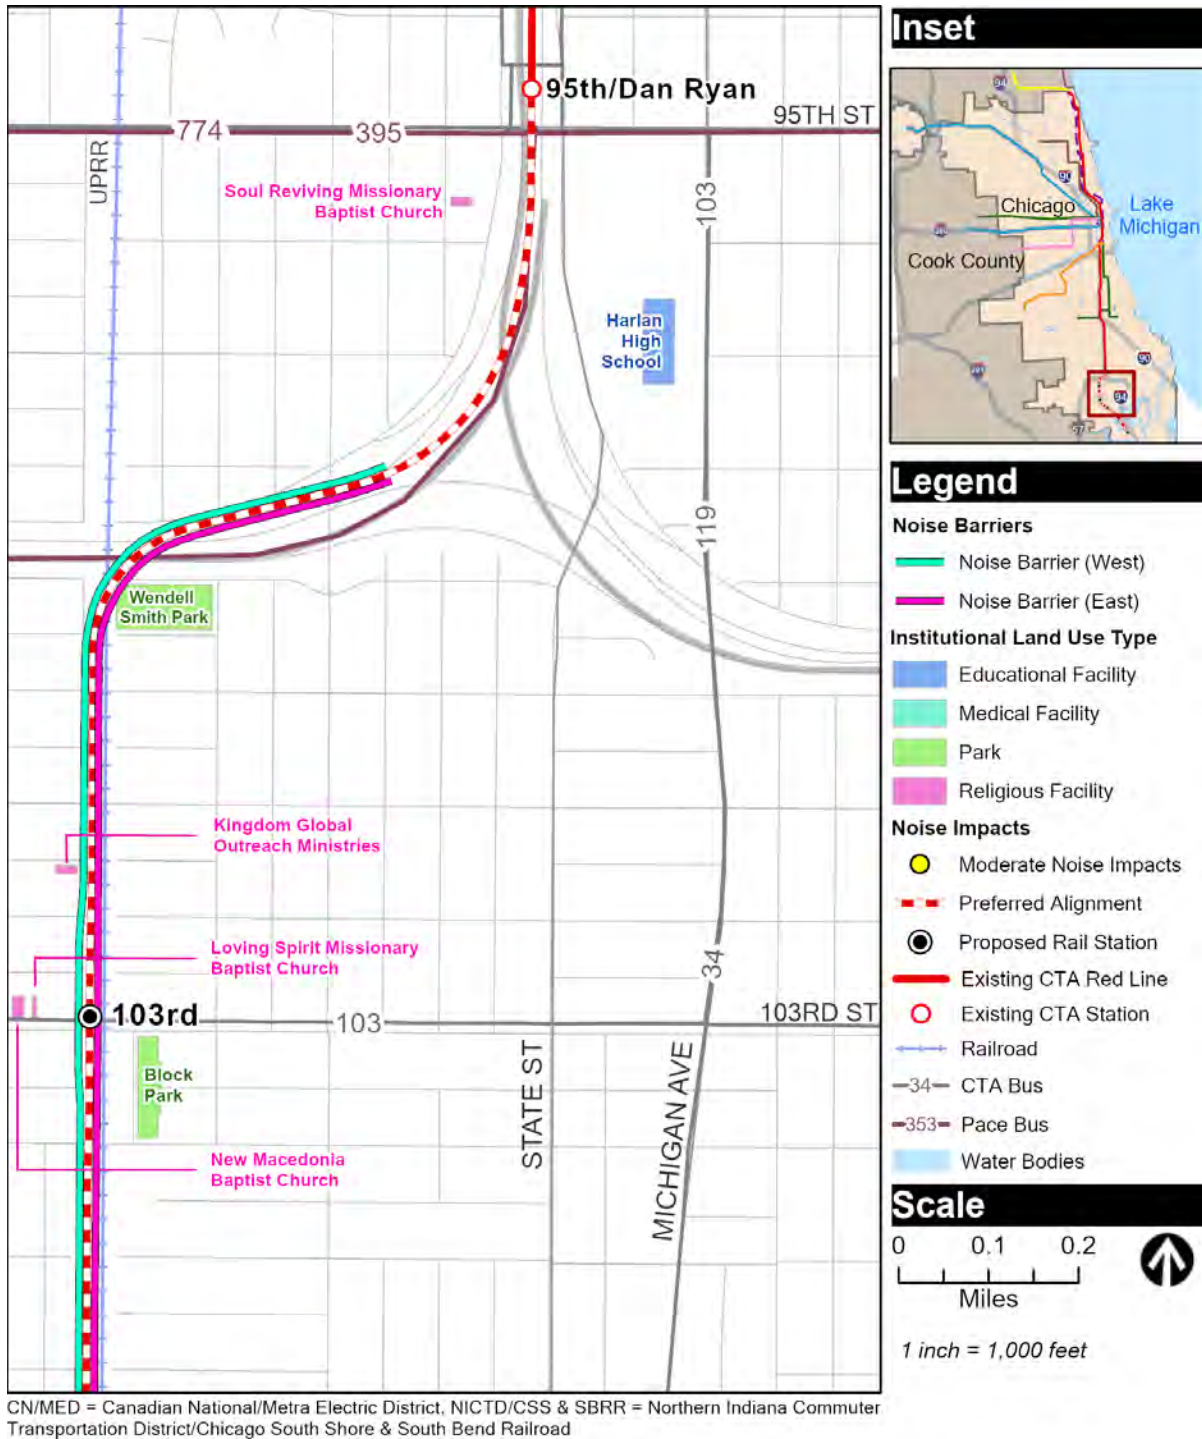 95th/Dan Ryan
95TH ST
774
395
UPRR
Soul Reviving Missionary
Baptist Church
103
Harlan
High
School
119
Wendell
Smith Park
Kingdom Global
Outreach Ministries
Loving Spirit Missionary
Baptist Church
34
103rd
103
103RD ST
Block
Park
STATE ST
MICHIGAN AVE
New Macedonia
Baptist Church
CN/MED = Canadian National/Metra Electric District, NICTD/CSS & SBRR = Northern Indiana Commuter
Transportation District/Chicago South Shore & South Bend Railroad
Inset
94
90
Chicago
Lake
Michigan
Cook County
90
94
57
Legend
Noise Barriers
Noise Barrier (West)
Noise Barrier (East)
Institutional Land Use Type
Educational Facility
Medical Facility
Park
Religious Facility
Noise Impacts
Moderate Noise Impacts
Preferred Alignment
Proposed Rail Station
Existing CTA Red Line
Existing CTA Station
Railroad
34 CTA Bus
353 Pace Bus
Water Bodies
Scale
0 0.1 0.2
Miles
1 inch = 1,000 feet